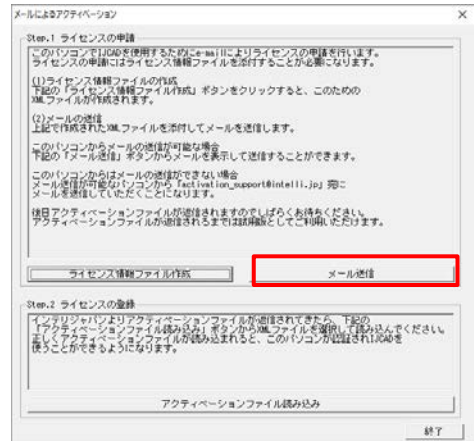 メールによるアクティベーション
Step.1 ライセンスの申請
このパソコンでIJCADを使用するためにe-mailによりライセンスの申請を行います。
ライセンスの申請にはライセンス情報ファイルを添付することが必要になります。
(1)ライセンス情報ファイルの作成
下記の「ライセンス情報ファイル作成」ボタンをクリックすると、このための
XMLファイルが作成されます。
(2)メールの送信
上記で作成されたXMLファイルを添付してメールを送信します。
このパソコンからメールの送信が可能な場合
下記の「メール送信」ボタンからメールを表示して送信することができます。
このパソコンからはメールの送信ができない場合
メール送信が可能なパソコンから「activation_support@intelli.jp」宛に
メールを送信していただくことになります。
後日アクティベーションファイルが返信されますのでしばらくお待ちください。
アクティベーションファイルが返信されるまでは試用版としてご利用いただけます。
ライセンス情報ファイル作成
メール送信
Step.2 ライセンスの登録
インテリジャパンよりアクティベーションファイルが返信されてきたら、下記の
「アクティベーションファイル読み込み」ボタンからXMLファイルを選択して読み込んでください。
正しくアクティベーションファイルが読み込まれると、このパソコンが認証されIJCADを
使うことができるようになります。
アクティベーションファイル読み込み
終了